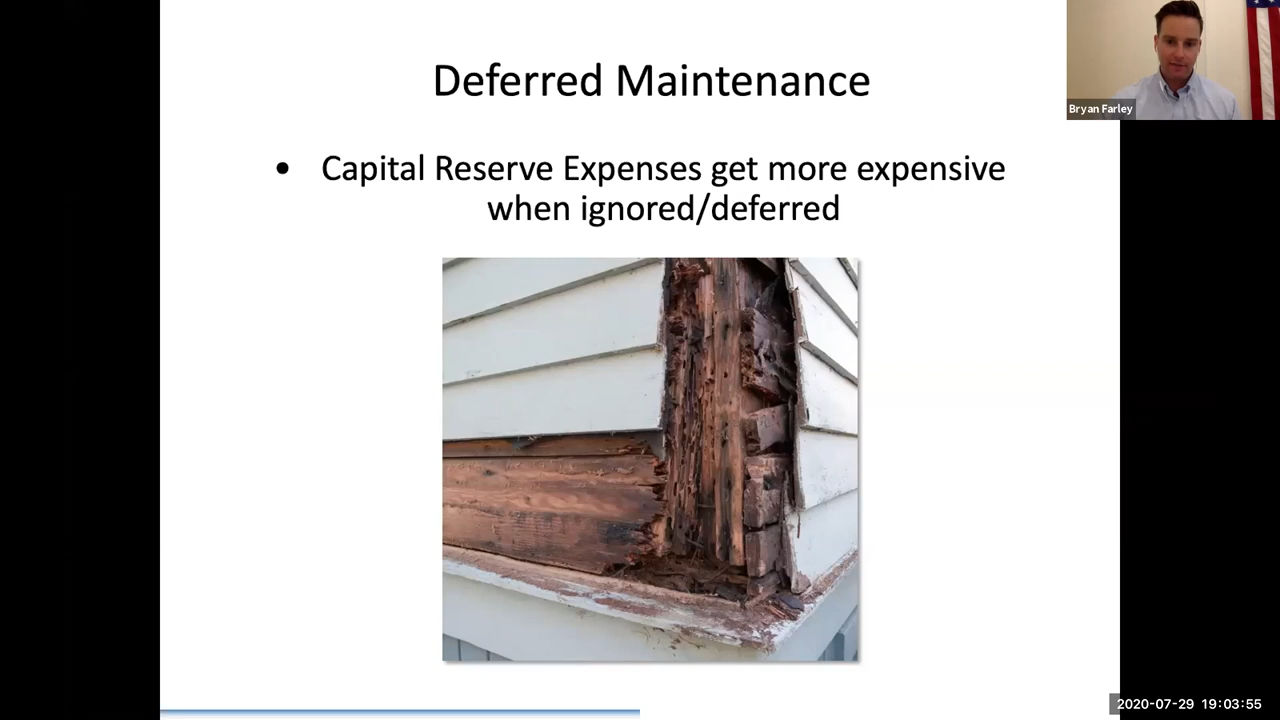 Deferred Maintenance
• Capital Reserve Expenses get more expensive
when ignored/deferred
Bryan Farley
2020-07-29 19:03:55